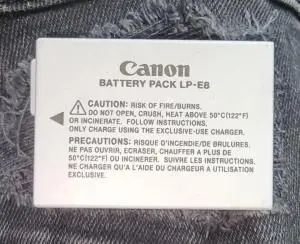 Canon
BATTERY PACK LP-E8
CAUTION: RISK OF FIRE/BURNS.
DO NOT OPEN, CRUSH, HEAT ABOVE 50°C(122°F)
OR INCINERATE. FOLLOW INSTRUCTIONS.
ONLY CHARGE USING THE EXCLUSIVE-USE CHARGER.
PRECAUTIONS: RISQUE D'INCENDIE/DE BRULURES.
NE PAS OUVRIR, ECRASER, CHAUFFER A PLUS DE
50°C(122°F) OU INCINERER. SUIVRE LES INSTRUCTIONS.
NE CHARGER QU'A L'AIDE DU CHARGEUR A UTILISATION
EXCLUSIVE.